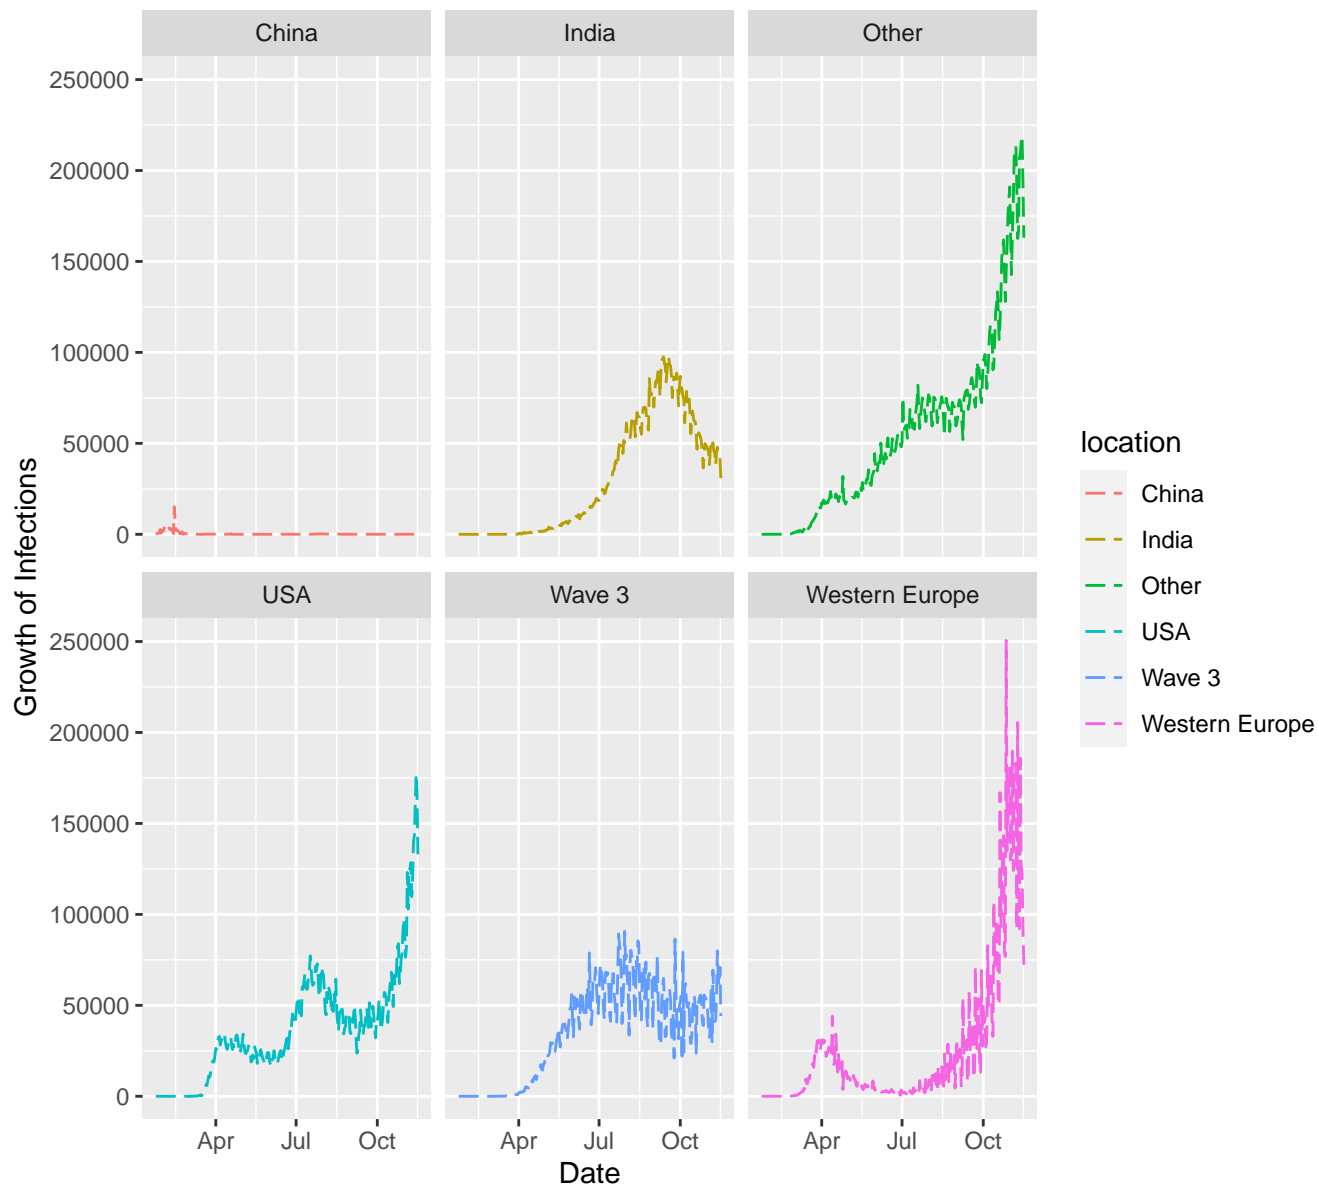 China
India
Other
250000
200000
150000
100000
50000
0
USA
Wave 3
Western Europe
250000
200000
150000
100000
50000
0
Apr
Jul
Oct
Apr
Jul
Oct
Apr
Jul
Oct
Date
Growth of Infections
location
China
India
Other
USA
Wave 3
Western Europe